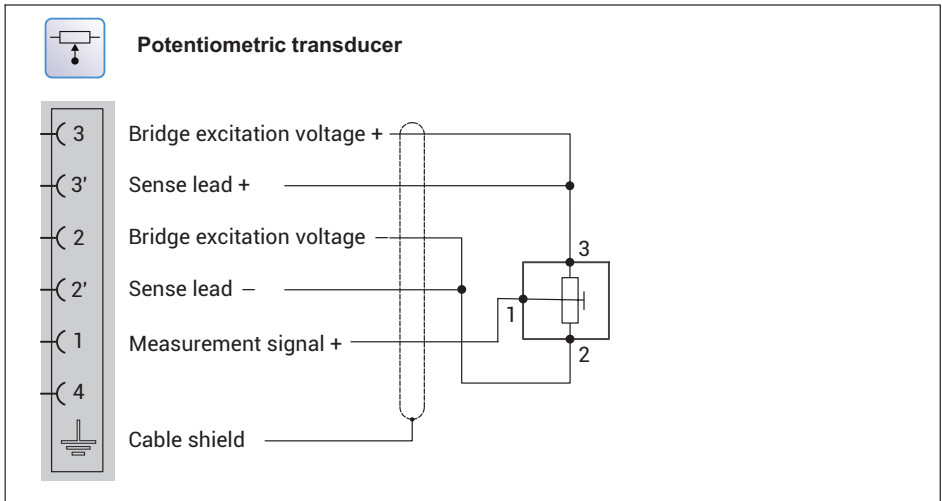 Potentiometric transducer
3 Bridge excitation voltage +
3' Sense lead +
2 Bridge excitation voltage –
3
2' Sense lead –
1
1 Measurement signal +
2
4
Cable shield